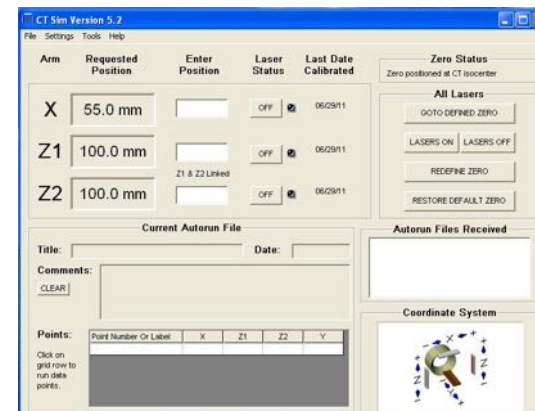 CT Sim Version 5.2
File Settings Tools Help
Arm Requested Position Enter Position Laser Status Last Date Calibrated
X 55.0 mm OFF 06/29/11
Z1 100.0 mm OFF 06/29/11
Z1 & Z2 Linked
Z2 100.0 mm OFF 06/29/11
Zero Status
Zero positioned at CT isocenter
All Lasers
GOTO DEFINED ZERO
LASERS ON LASERS OFF
REDEFINE ZERO
RESTORE DEFAULT ZERO
Current Autorun File
Title: Date:
Comments:
CLEAR
Points: Point Number Or Label X Z1 Z2 Y
Click on
grid row to
run data
points.
Autorun Files Received
Coordinate System
X
Z Z
Y